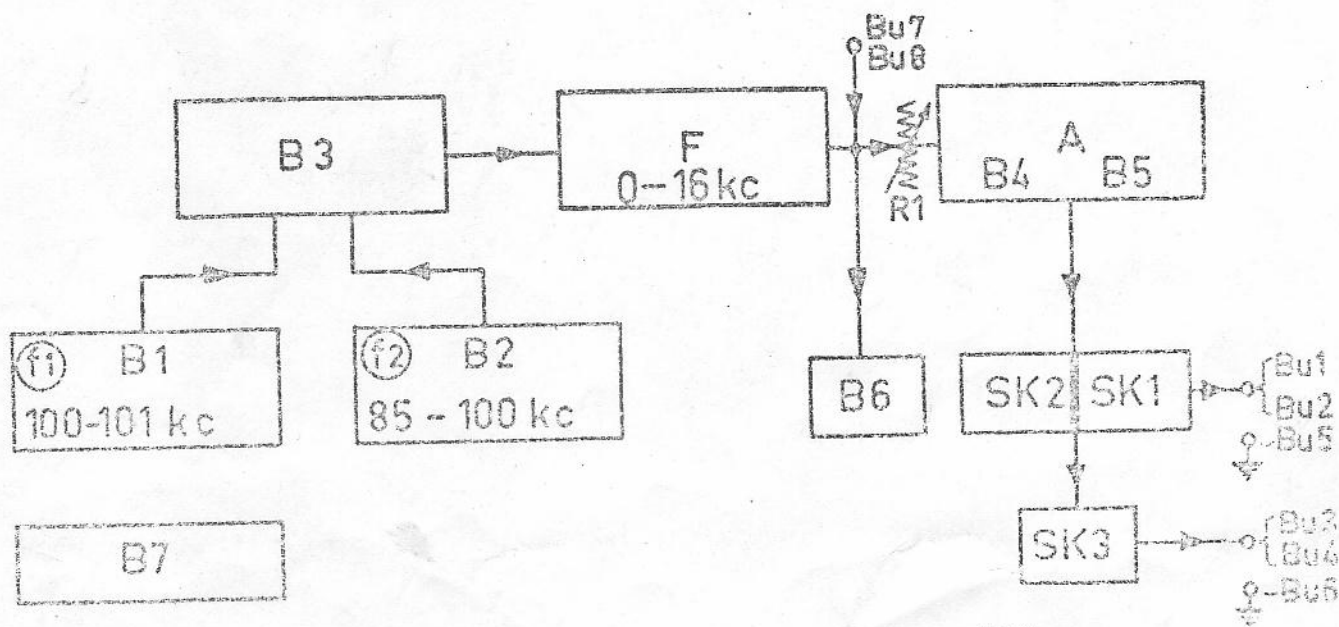 Bu7
Bu8
B3
F
0-16 kc
R1
A
B4 B5
f1 B1
100-101 kc
f2 B2
85-100 kc
B6
SK2 SK1
Bu1
Bu2
Bu5
B7
SK3
Bu3
Bu4
Bu6